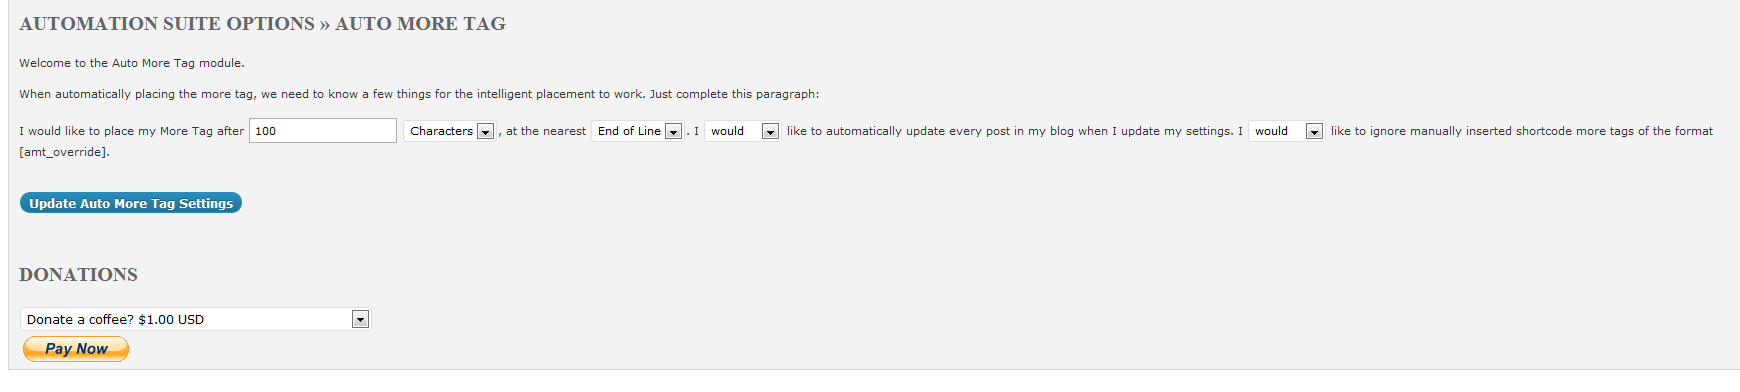 AUTOMATION SUITE OPTIONS » AUTO MORE TAG
Welcome to the Auto More Tag module.
When automatically placing the more tag, we need to know a few things for the intelligent placement to work. Just complete this paragraph:
I would like to place my More Tag after 100 Characters , at the nearest End of Line . I would like to automatically update every post in my blog when I update my settings. I would like to ignore manually inserted shortcode more tags of the format
[amt_override].
Update Auto More Tag Settings
DONATIONS
Donate a coffee? $1.00 USD
Pay Now